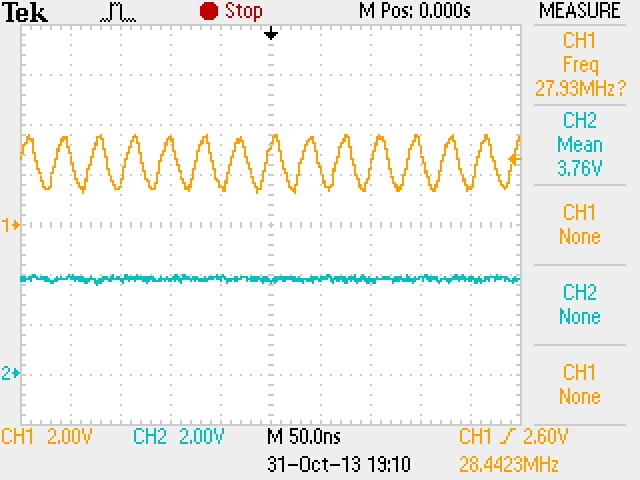 Tek Stop M Pos: 0.000s MEASURE
CH1
Freq
27.93MHz?
CH2
Mean
3.76V
CH1
None
CH2
None
CH1
None
1
2
CH1 2.00V CH2 2.00V M 50.0ns CH1 2.60V
31-Oct-13 19:10 28.4423MHz